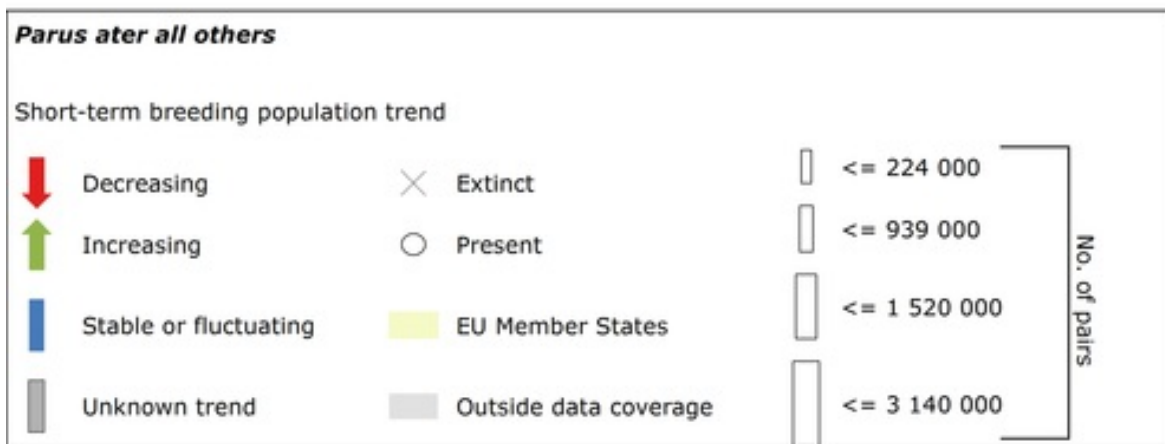 Parus ater all others
Short-term breeding population trend
Decreasing
Increasing
Stable or fluctuating
Unknown trend
Extinct
Present
EU Member States
Outside data coverage
<= 224 000
<= 939 000
<= 1 520 000
<= 3 140 000
No. of pairs